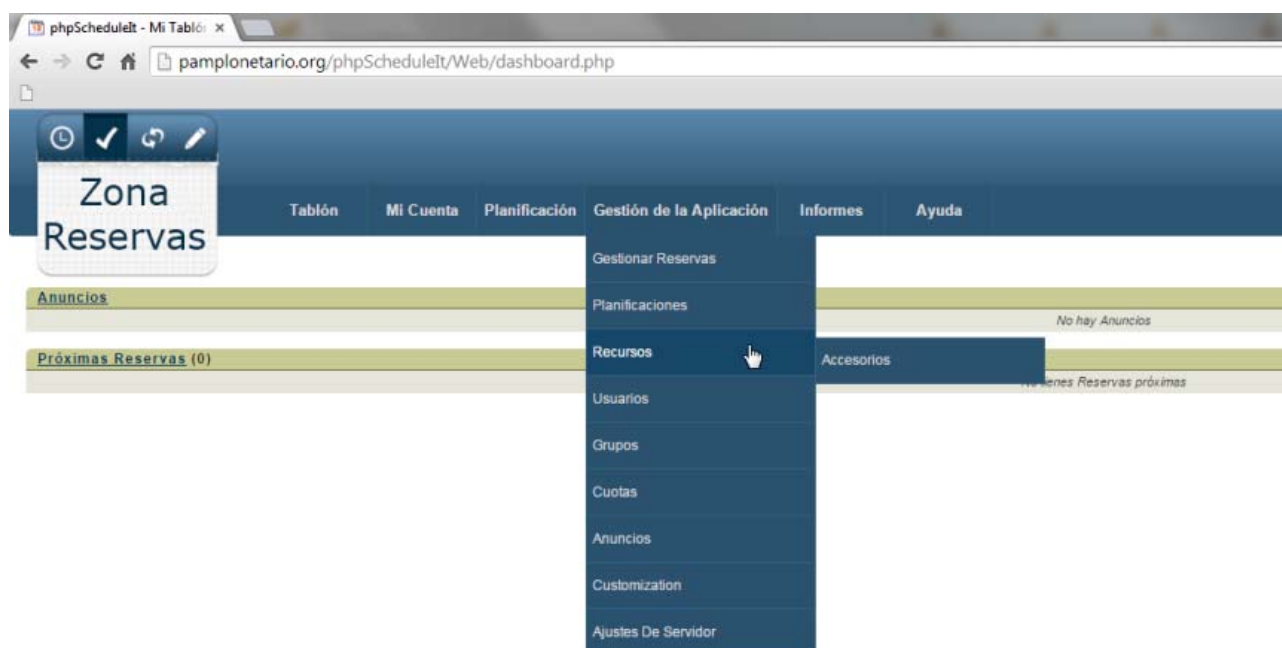 phpScheduleIt - Mi Tablón
pamplonetario.org/phpScheduleIt/Web/dashboard.php
Zona
Reservas
Tablón Mi Cuenta Planificación Gestión de la Aplicación Informes Ayuda
Gestionar Reservas
Anuncios
Planificaciones
No hay Anuncios
Próximas Reservas (0)
Recursos
Accesorios
tienes Reservas próximas
Usuarios
Grupos
Cuotas
Anuncios
Customization
Ajustes De Servidor